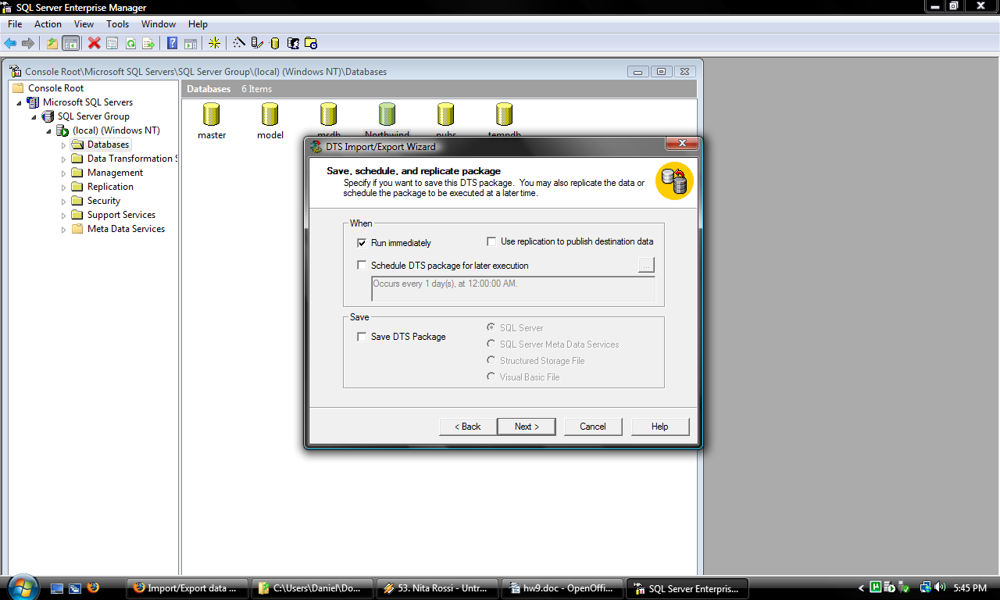 SQL Server Enterprise Manager
File Action View Tools Window Help
Console Root\Microsoft SQL Servers\SQL Server Group\(local) (Windows NT)\Databases
Console Root
Microsoft SQL Servers
SQL Server Group
(local) (Windows NT)
Databases
Data Transformation S
Management
Replication
Security
Support Services
Meta Data Services
Databases 6 Items
master model msdb Northwind pubs tempdb
DTS Import/Export Wizard
Save, schedule, and replicate package
Specify if you want to save this DTS package. You may also replicate the data or
schedule the package to be executed at a later time.
When
Run immediately Use replication to publish destination data
Schedule DTS package for later execution ...
Occurs every 1 day(s), at 12:00:00 AM.
Save
Save DTS Package
SQL Server
SQL Server Meta Data Services
Structured Storage File
Visual Basic File
< Back Next > Cancel Help
Import/Export data ... C:\Users\Daniel\Do... 53. Nita Rossi - Untr... hw9.doc - OpenOffi... SQL Server Enterpris... 5:45 PM